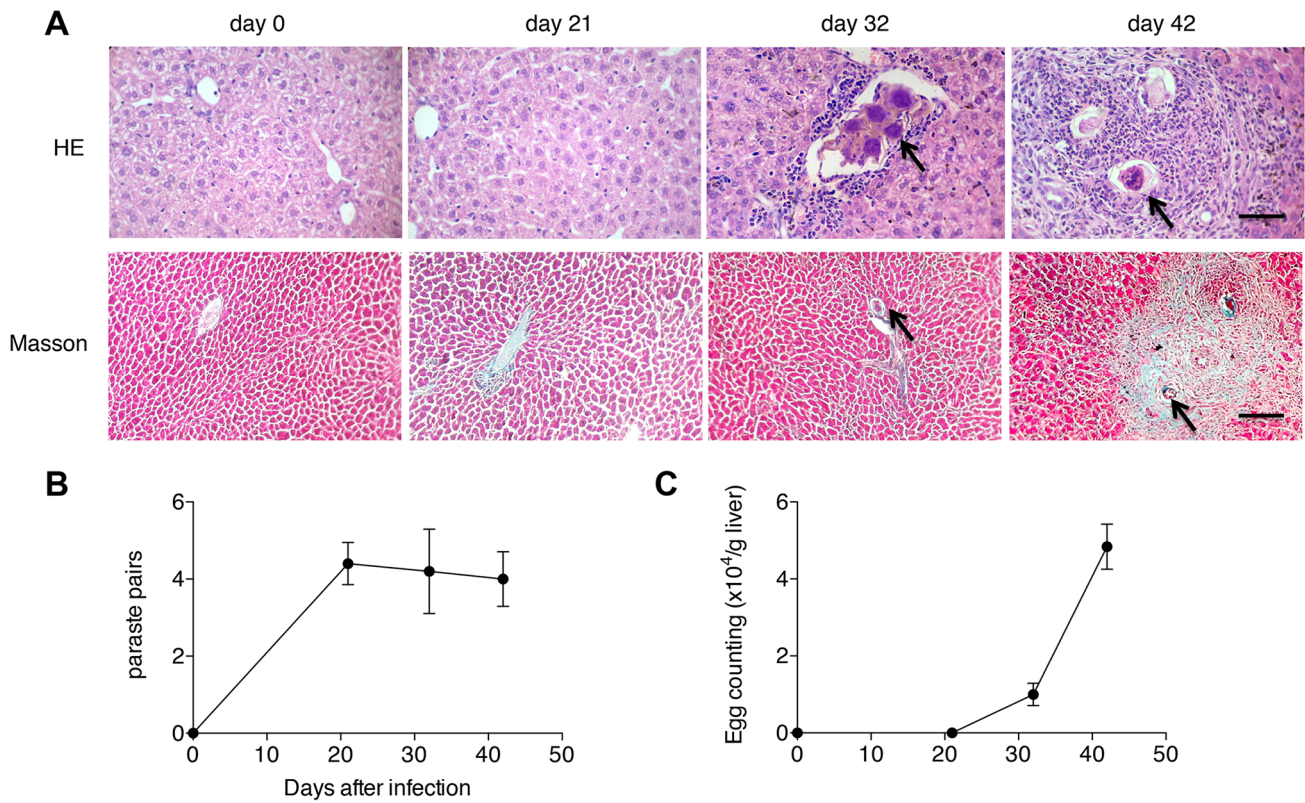 A
day 0
day 21
day 32
day 42
HE
Masson
B
6
4
2
0
paraste pairs
0
10
20
30
40
50
Days after infection
C
6
4
2
0
Egg counting (x10⁴/g liver)
0
10
20
30
40
50